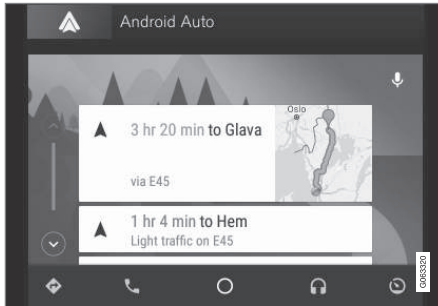 Android Auto
Oslo
3 hr 20 min to Glava
via E45
1 hr 4 min to Hem
Light traffic on E45
G063320